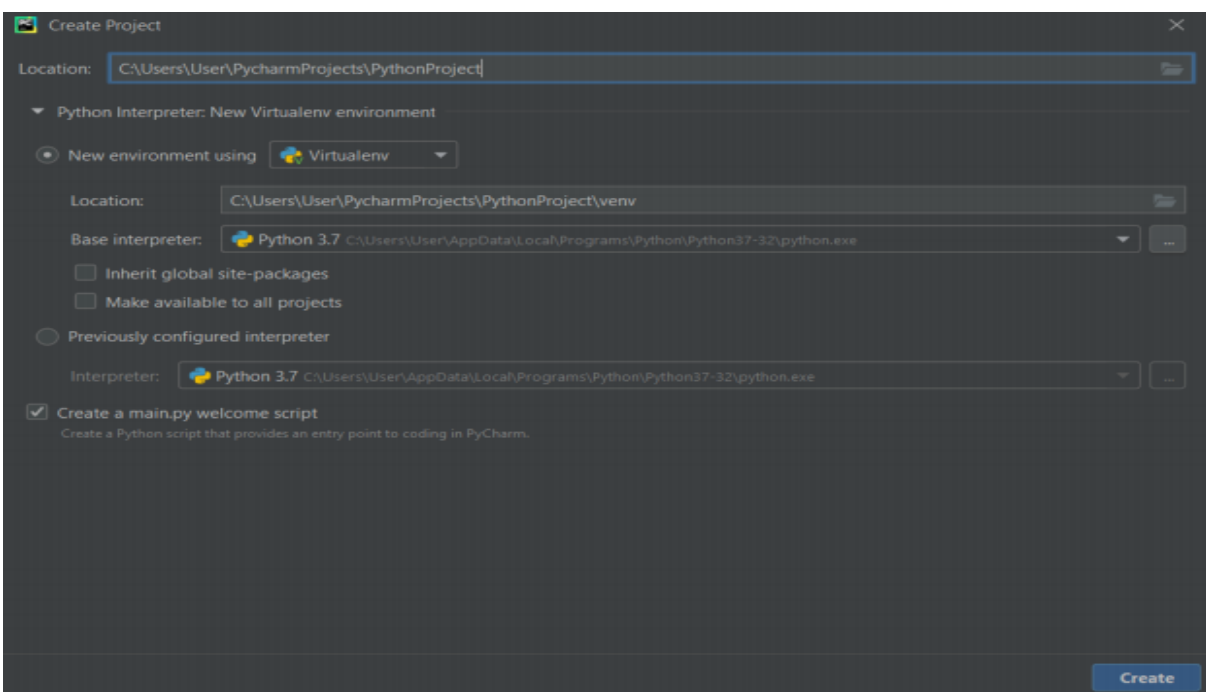 Create Project
Location: C:\Users\User\PycharmProjects\PythonProject
Python Interpreter: New Virtualenv environment
New environment using Virtualenv
Location: C:\Users\User\PycharmProjects\PythonProject\venv
Base interpreter: Python 3.7 C:\Users\User\AppData\Local\Programs\Python\Python37-32\python.exe ...
Inherit global site-packages
Make available to all projects
Previously configured interpreter
Interpreter: Python 3.7 C:\Users\User\AppData\Local\Programs\Python\Python37-32\python.exe ...
Create a main.py welcome script
Create a Python script that provides an entry point to coding in PyCharm.
Create